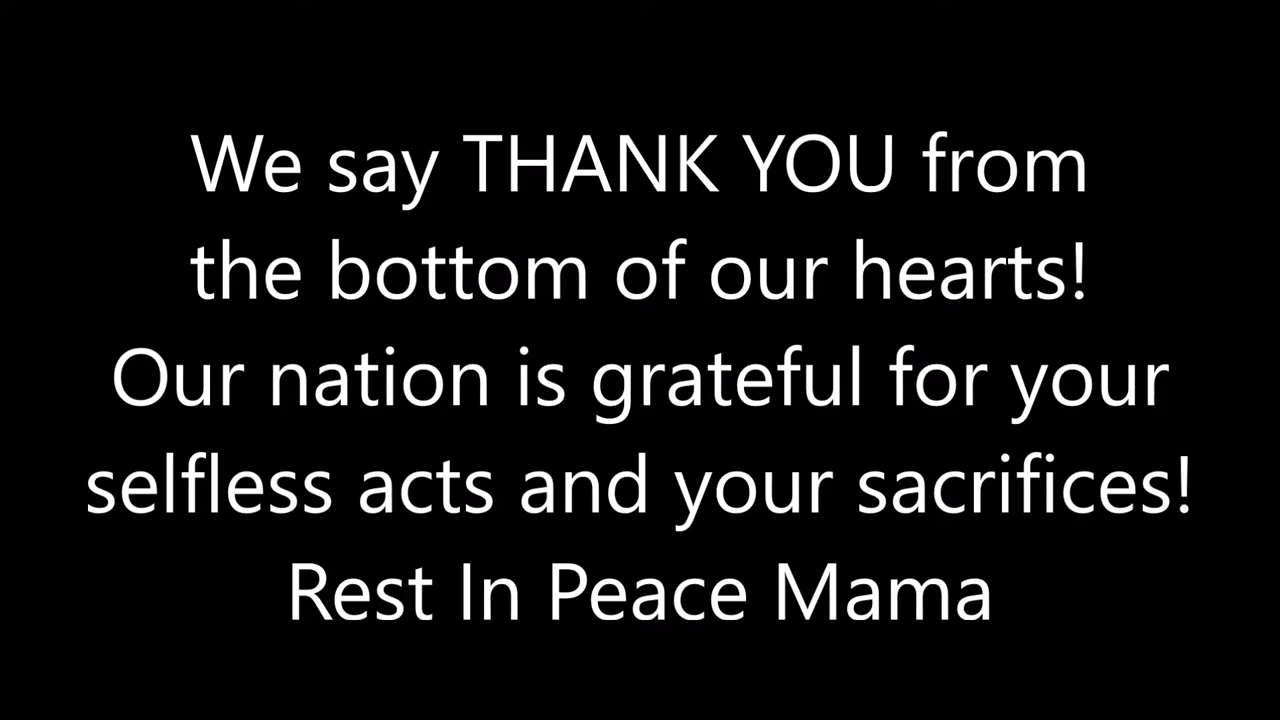 We say THANK YOU from
the bottom of our hearts!
Our nation is grateful for your
selfless acts and your sacrifices!
Rest In Peace Mama